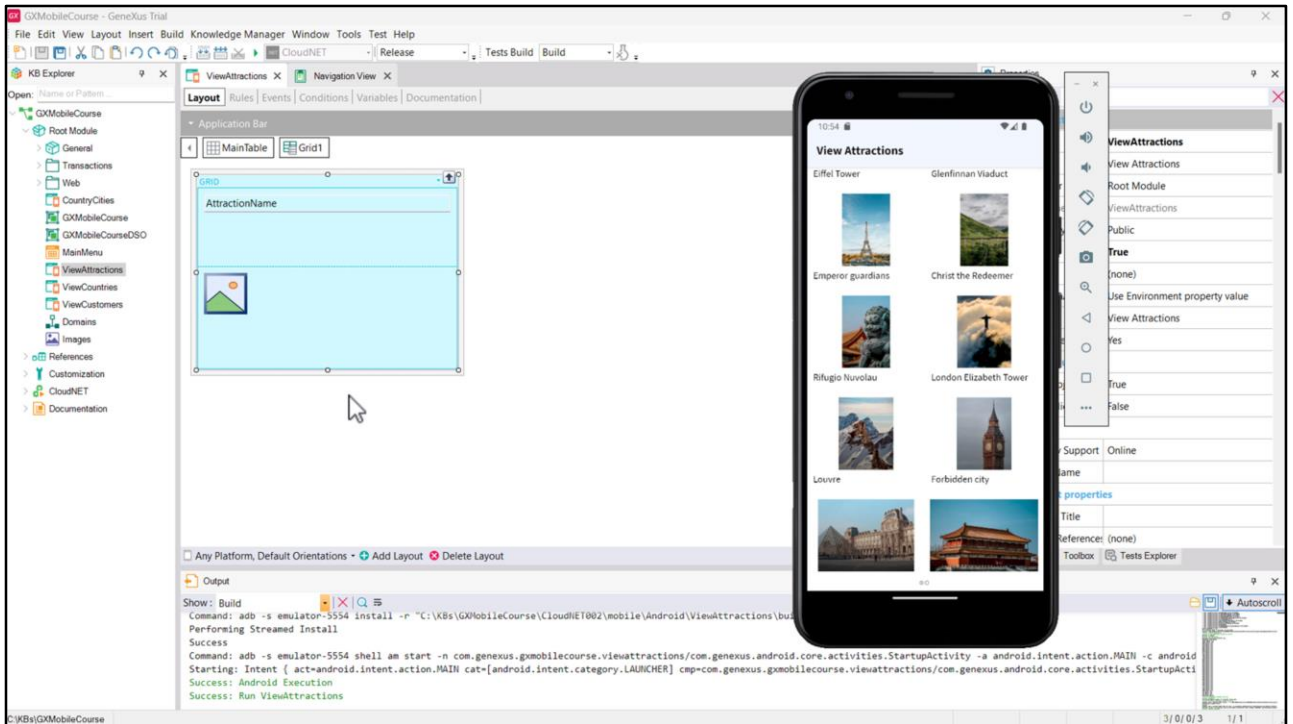 GX GXMobileCourse - GeneXus Trial
File Edit View Layout Insert Build Knowledge Manager Window Tools Test Help
CloudNET Release Tests Build Build
KB Explorer
Open: Name or Pattern...
GXMobileCourse
Root Module
General
Transactions
Web
CountryCities
GXMobileCourse
GXMobileCourseDSO
MainMenu
ViewAttractions
ViewCountries
ViewCustomers
Domains
Images
References
Customization
CloudNET
Documentation
ViewAttractions Navigation View
Layout Rules Events Conditions Variables Documentation
Application Bar
MainTable Grid1
GRID
AttractionName
Any Platform, Default Orientations Add Layout Delete Layout
10:54
View Attractions
Eiffel Tower Glenfinnan Viaduct
Emperor guardians Christ the Redeemer
Rifugio Nuvolau London Elizabeth Tower
Louvre Forbidden city
ViewAttractions
View Attractions
Root Module
ViewAttractions
Public
True
(none)
Use Environment property value
View Attractions
Yes
True
False
Support Online
(none)
Title
Toolbox Tests Explorer
Output
Show: Build Autoscroll
Command: adb -s emulator-5554 install -r "C:\KBs\GXMobileCourse\CloudNET002\mobile\Android\ViewAttractions\bui
Performing Streamed Install
Success
Command: adb -s emulator-5554 shell am start -n com.genexus.gxmobilecourse.viewattractions/com.genexus.android.core.activities.StartupActivity -a android.intent.action.MAIN -c android
Starting: Intent { act=android.intent.action.MAIN cat=[android.intent.category.LAUNCHER] cmp=com.genexus.gxmobilecourse.viewattractions/com.genexus.android.core.activities.StartupActi
Success: Android Execution
Success: Run ViewAttractions
C:\KBs\GXMobileCourse 3/0/0/3 1/1